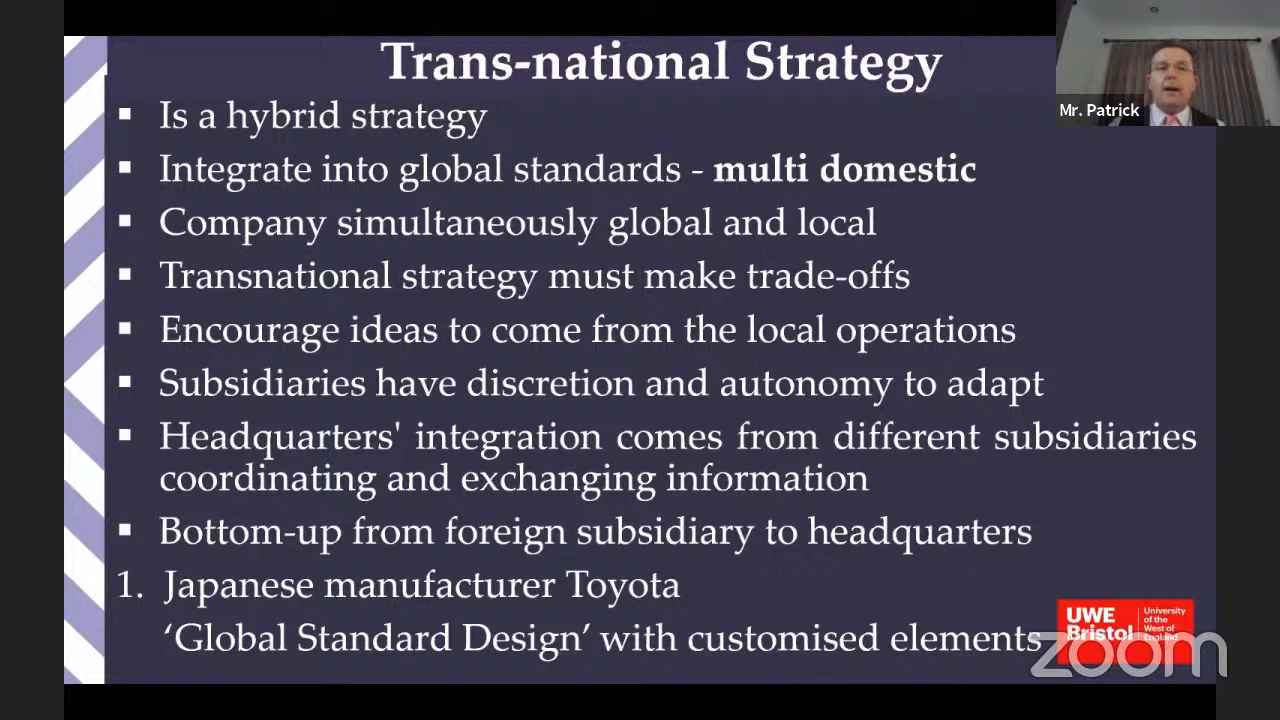 Trans-national Strategy
Mr. Patrick
▪ Is a hybrid strategy
▪ Integrate into global standards - multi domestic
▪ Company simultaneously global and local
▪ Transnational strategy must make trade-offs
▪ Encourage ideas to come from the local operations
▪ Subsidiaries have discretion and autonomy to adapt
▪ Headquarters' integration comes from different subsidiaries
coordinating and exchanging information
▪ Bottom-up from foreign subsidiary to headquarters
1. Japanese manufacturer Toyota
‘Global Standard Design’ with customised elements
UWE
Bristol
University
of the
West of
England
zoom